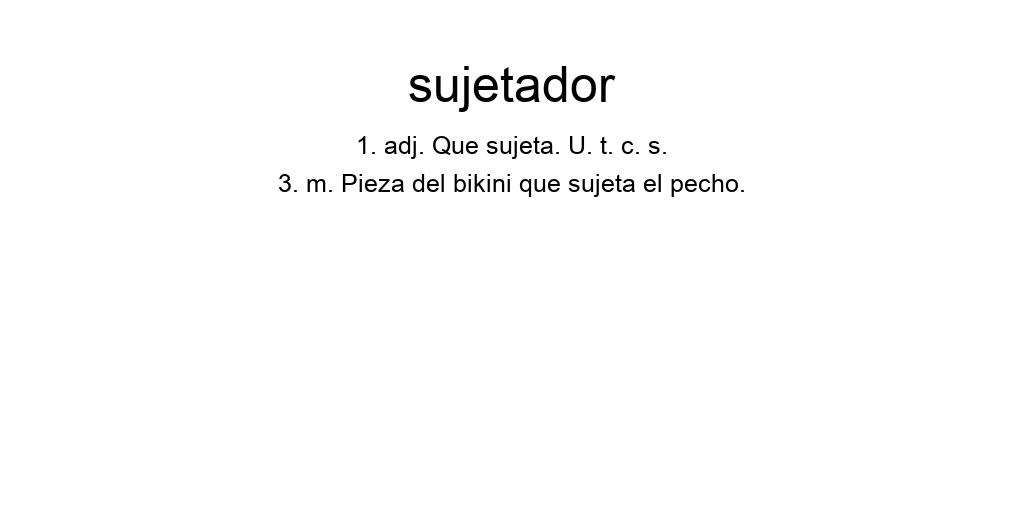 sujetador
1. adj. Que sujeta. U. t. c. s.
3. m. Pieza del bikini que sujeta el pecho.